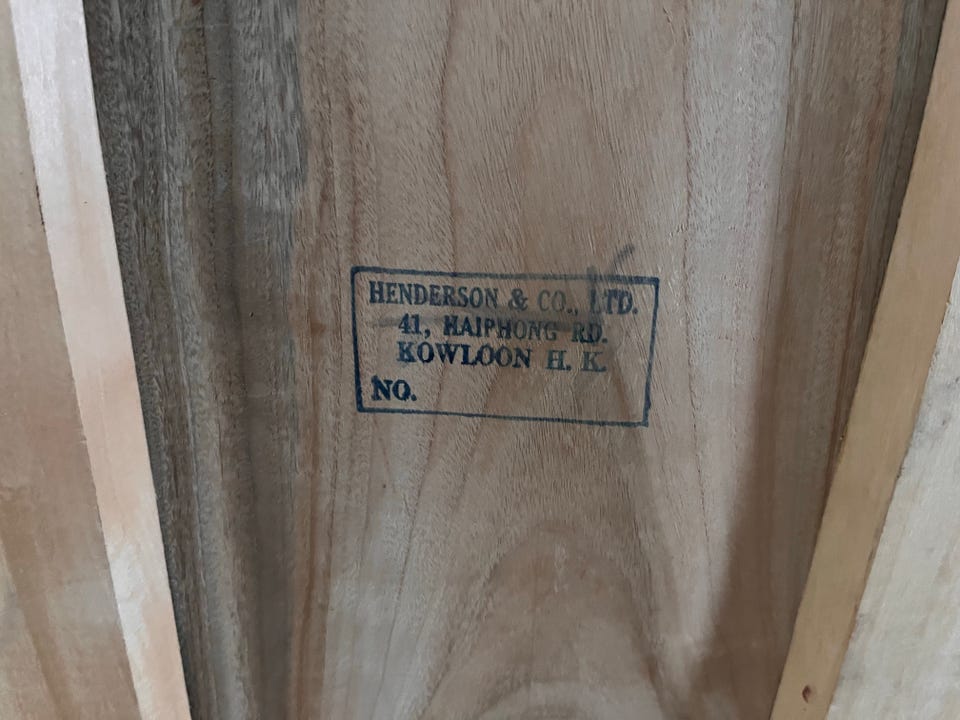 HENDERSON & CO., LTD.
41, HAIPHONG RD.
KOWLOON H. K.
NO.